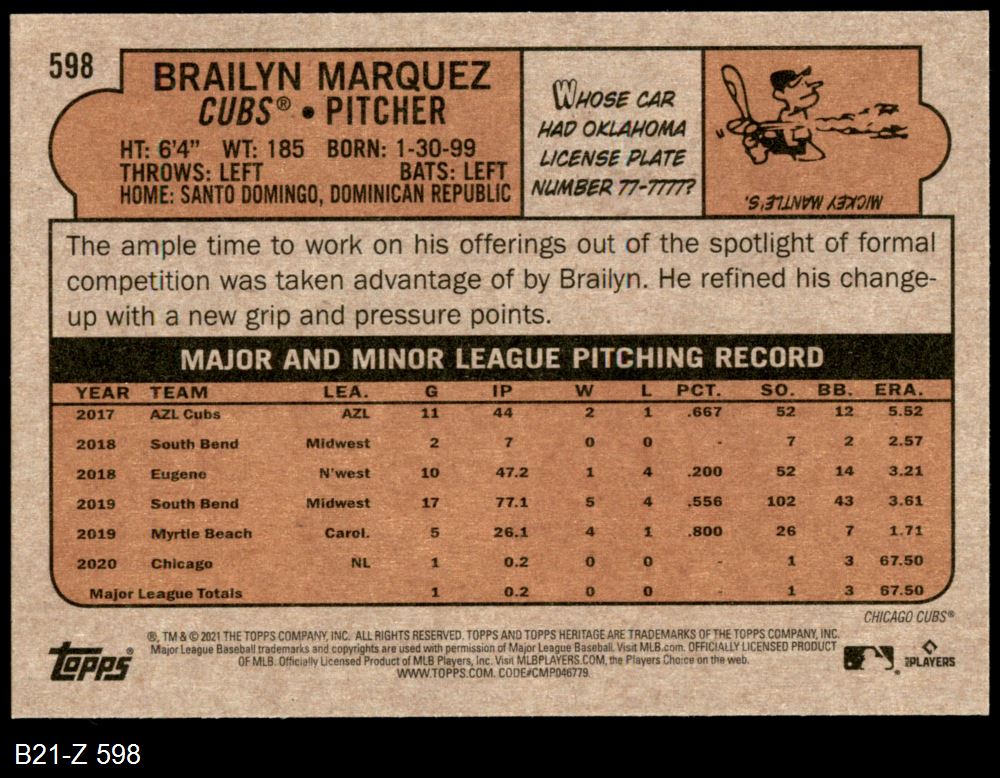 598
BRAILYN MARQUEZ
CUBS® • PITCHER
HT: 6'4" WT: 185 BORN: 1-30-99
THROWS: LEFT BATS: LEFT
HOME: SANTO DOMINGO, DOMINICAN REPUBLIC
WHOSE CAR
HAD OKLAHOMA
LICENSE PLATE
NUMBER 77-7777?
MICKEY MANTLE'S.
The ample time to work on his offerings out of the spotlight of formal
competition was taken advantage of by Brailyn. He refined his change-
up with a new grip and pressure points.
MAJOR AND MINOR LEAGUE PITCHING RECORD
YEAR TEAM LEA. G IP W L PCT. SO. BB. ERA.
2017 AZL Cubs AZL 11 44 2 1 .667 52 12 5.52
2018 South Bend Midwest 2 7 0 0 - 7 2 2.57
2018 Eugene N'west 10 47.2 1 4 .200 52 14 3.21
2019 South Bend Midwest 17 77.1 5 4 .556 102 43 3.61
2019 Myrtle Beach Carol. 5 26.1 4 1 .800 26 7 1.71
2020 Chicago NL 1 0.2 0 0 - 1 3 67.50
Major League Totals 1 0.2 0 0 - 1 3 67.50
CHICAGO CUBS®
®, TM & © 2021 THE TOPPS COMPANY, INC. ALL RIGHTS RESERVED. TOPPS AND TOPPS HERITAGE ARE TRADEMARKS OF THE TOPPS COMPANY, INC.
Major League Baseball trademarks and copyrights are used with permission of Major League Baseball. Visit MLB.com. OFFICIALLY LICENSED PRODUCT
OF MLB. Officially Licensed Product of MLB Players, Inc. Visit MLBPLAYERS.COM, the Players Choice on the web.
WWW.TOPPS.COM. CODE#CMP046779.
topps®
MLB PLAYERS
B21-Z 598